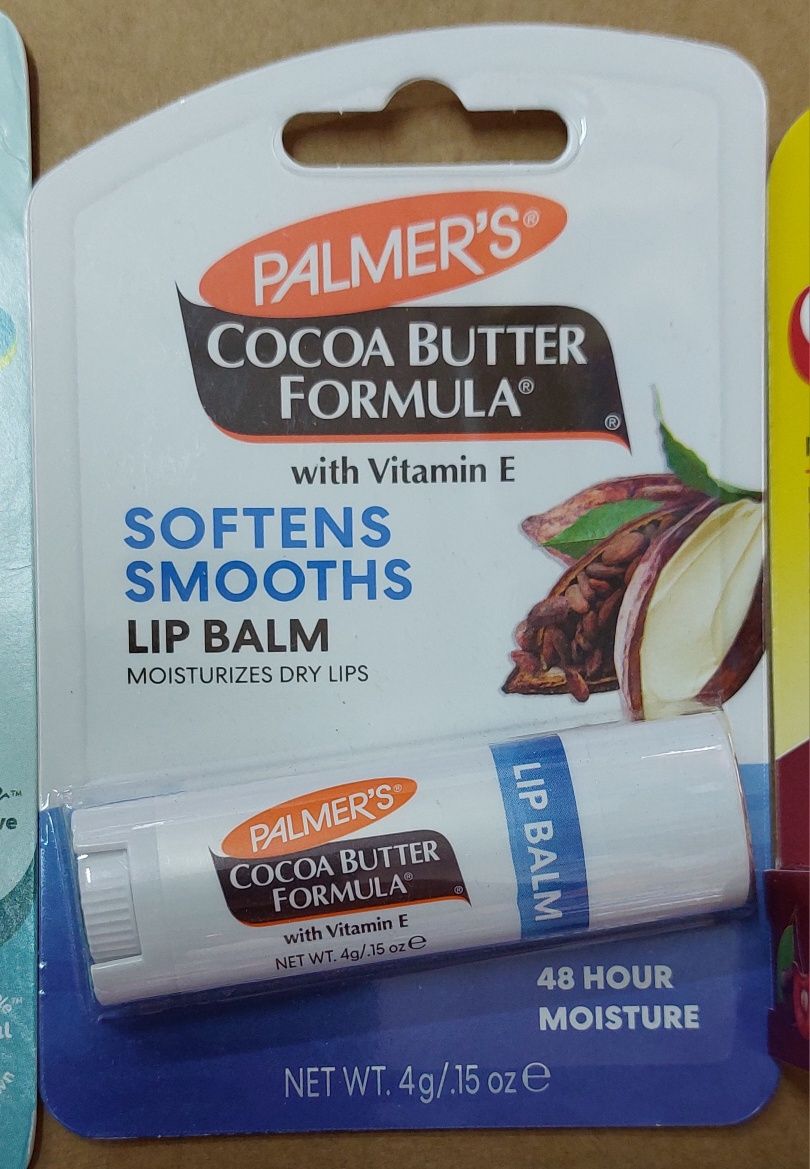 PALMER'S®
COCOA BUTTER
FORMULA®
®
with Vitamin E
SOFTENS
SMOOTHS
LIP BALM
MOISTURIZES DRY LIPS
PALMER'S®
COCOA BUTTER
FORMULA®
®
with Vitamin E
NET WT. 4g/.15 oz ℮
LIP BALM
48 HOUR
MOISTURE
NET WT. 4g/.15 oz ℮